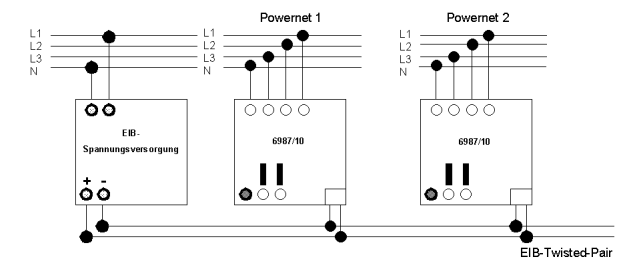 Powernet 1
Powernet 2
L1
L2
L3
N
L1
L2
L3
N
L1
L2
L3
N
EIB-
Spannungsversorgung
+ -
6987/10
6987/10
EIB-Twisted-Pair